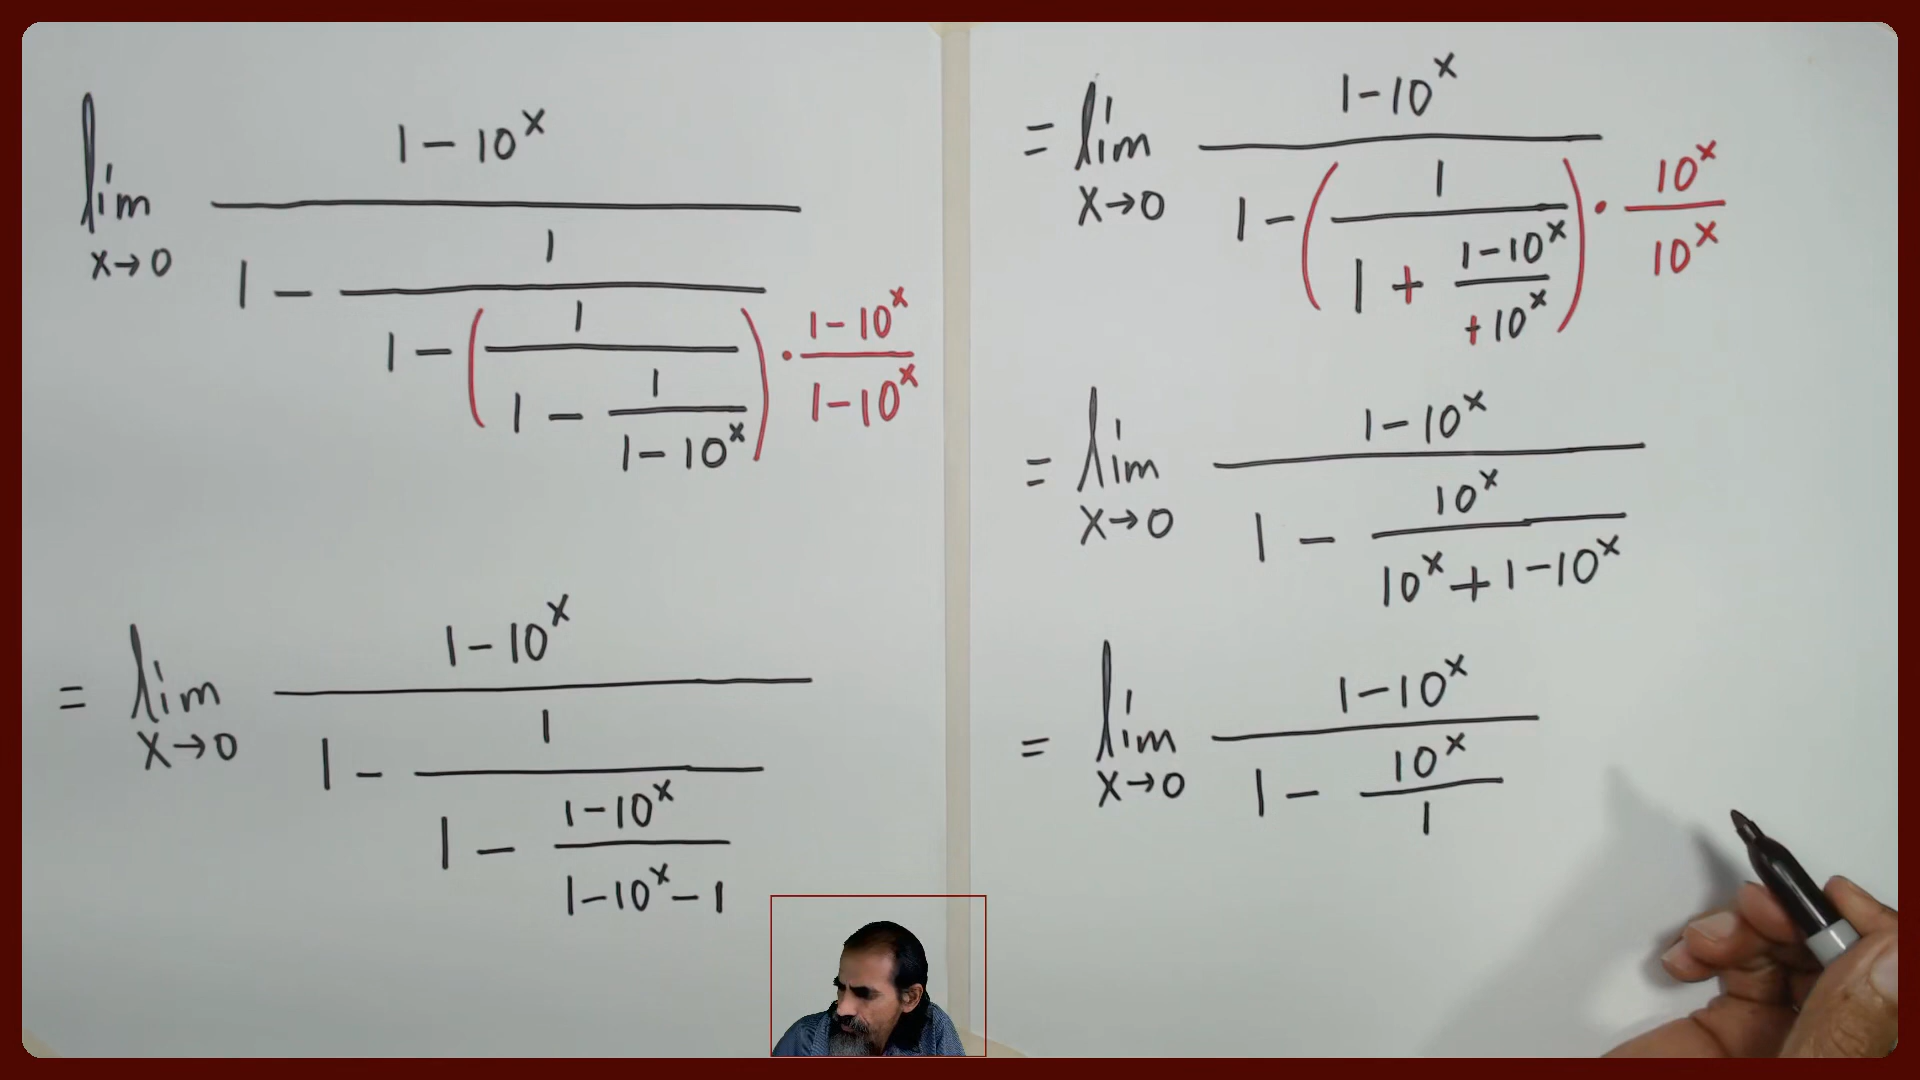 lim x→0 (1 - 10^x) / (1 - 1 / (1 - (1 / (1 - 1 / (1 - 10^x))) · (1 - 10^x) / (1 - 10^x)))
= lim x→0 (1 - 10^x) / (1 - 1 / (1 - (1 - 10^x) / (1 - 10^x - 1)))
= lim x→0 (1 - 10^x) / (1 - (1 / (1 + (1 - 10^x) / (+10^x))) · 10^x / 10^x)
= lim x→0 (1 - 10^x) / (1 - 10^x / (10^x + 1 - 10^x))
= lim x→0 (1 - 10^x) / (1 - 10^x / 1)